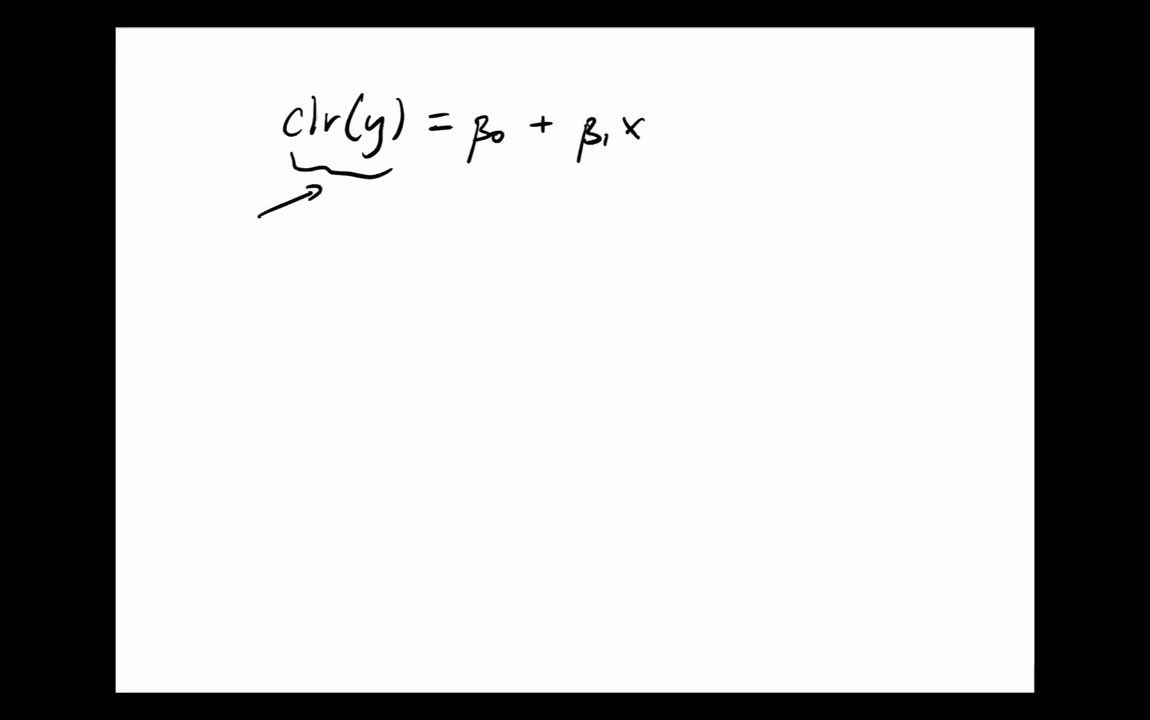 clr(y) = β₀ + β₁ x